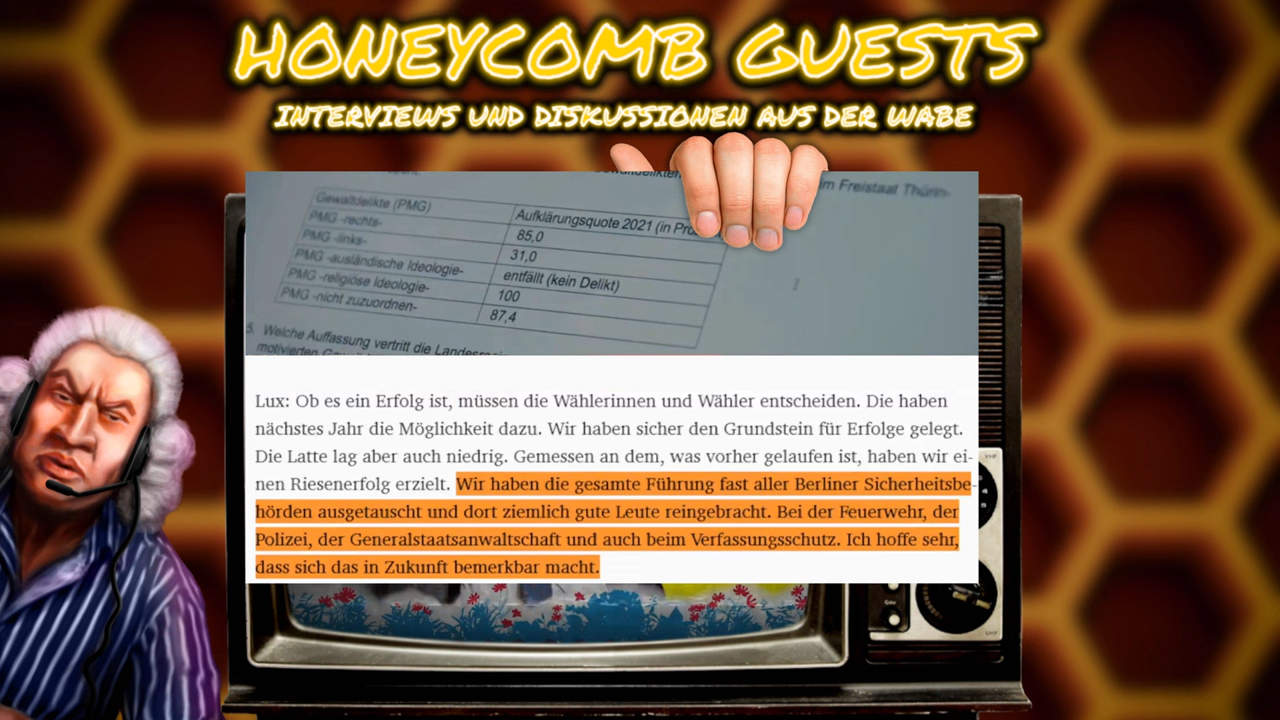 HONEYCOMB GUESTS
INTERVIEWS UND DISKUSSIONEN AUS DER WABE
im Freistaat Thürin-
Gewaltdelikte (PMG)
Aufklärungsquote 2021 (in
PMG -rechts-
85,0
PMG -links-
31,0
PMG -ausländische Ideologie-
entfällt (kein Delikt)
PMG -religiöse Ideologie-
100
PMG -nicht zuzuordnen-
87,4
5. Welche Auffassung vertritt die
Lux: Ob es ein Erfolg ist, müssen die Wählerinnen und Wähler entscheiden. Die haben
nächstes Jahr die Möglichkeit dazu. Wir haben sicher den Grundstein für Erfolge gelegt.
Die Latte lag aber auch niedrig. Gemessen an dem, was vorher gelaufen ist, haben wir ei-
nen Riesenerfolg erzielt. Wir haben die gesamte Führung fast aller Berliner Sicherheitsbe-
hörden ausgetauscht und dort ziemlich gute Leute reingebracht. Bei der Feuerwehr, der
Polizei, der Generalstaatsanwaltschaft und auch beim Verfassungsschutz. Ich hoffe sehr,
dass sich das in Zukunft bemerkbar macht.
VHF
UHF